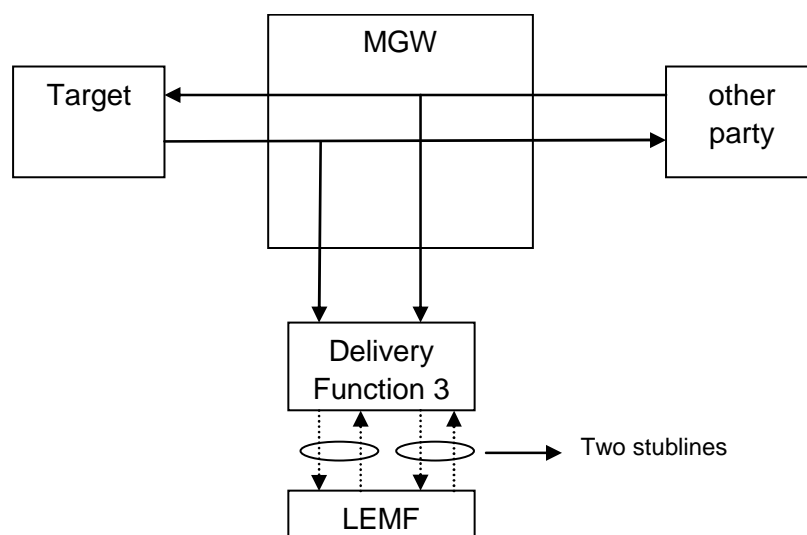 MGW
Target
other
party
Delivery
Function 3
Two stublines
LEMF